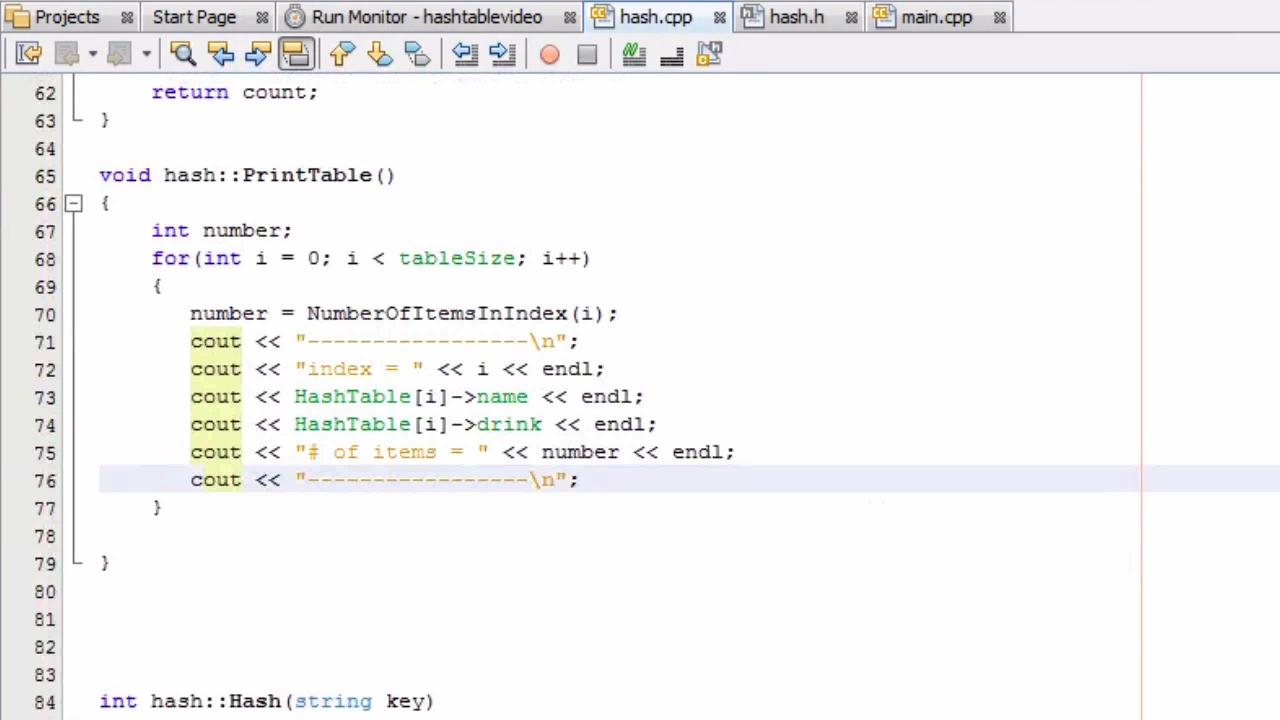 Projects Start Page Run Monitor - hashtablevideo hash.cpp hash.h main.cpp
62 return count;
63 }
64
65 void hash::PrintTable()
66 {
67 int number;
68 for(int i = 0; i < tableSize; i++)
69 {
70 number = NumberOfItemsInIndex(i);
71 cout << "-----------------\n";
72 cout << "index = " << i << endl;
73 cout << HashTable[i]->name << endl;
74 cout << HashTable[i]->drink << endl;
75 cout << "# of items = " << number << endl;
76 cout << "-----------------\n";
77 }
78
79 }
80
81
82
83
84 int hash::Hash(string key)